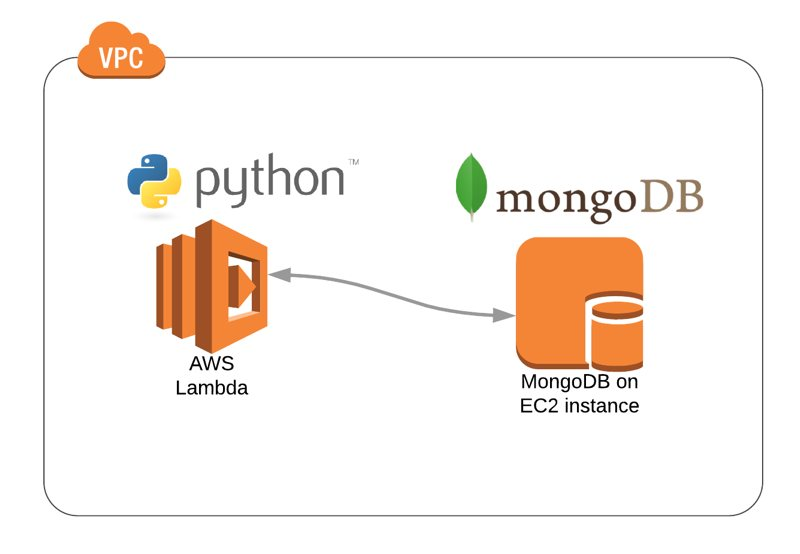 VPC
python™
mongoDB
AWS
Lambda
MongoDB on
EC2 instance